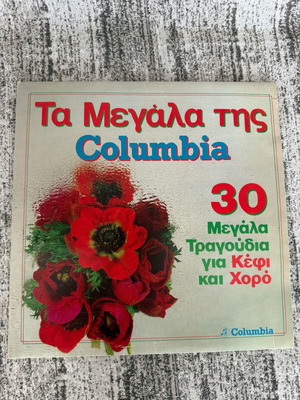 Τα Μεγάλα της
Columbia
30
Μεγάλα
Τραγούδια
για Κέφι
και Χορό
Columbia